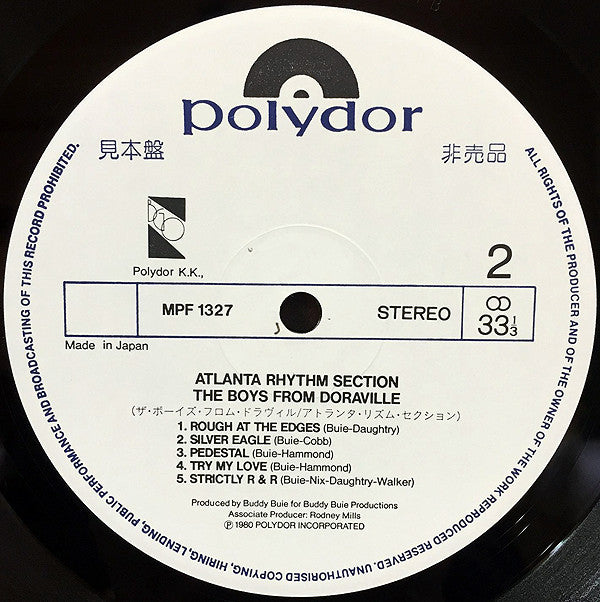 polydor
見本盤
非売品
Polydor K.K.,
2
MPF 1327
STEREO
33 1/3
Made in Japan
ATLANTA RHYTHM SECTION
THE BOYS FROM DORAVILLE
(ザ・ボーイズ・フロム・ドラヴィル/アトランタ・リズム・セクション)
1. ROUGH AT THE EDGES (Buie-Daughtry)
2. SILVER EAGLE (Buie-Cobb)
3. PEDESTAL (Buie-Hammond)
4. TRY MY LOVE (Buie-Hammond)
5. STRICTLY R & R (Buie-Nix-Daughtry-Walker)
Produced by Buddy Buie for Buddy Buie Productions
Associate Producer: Rodney Mills
℗ 1980 POLYDOR INCORPORATED
ALL RIGHTS OF THE PRODUCER AND OF THE OWNER OF THE WORK REPRODUCED RESERVED. UNAUTHORISED COPYING, HIRING, LENDING, PUBLIC PERFORMANCE AND BROADCASTING OF THIS RECORD PROHIBITED.